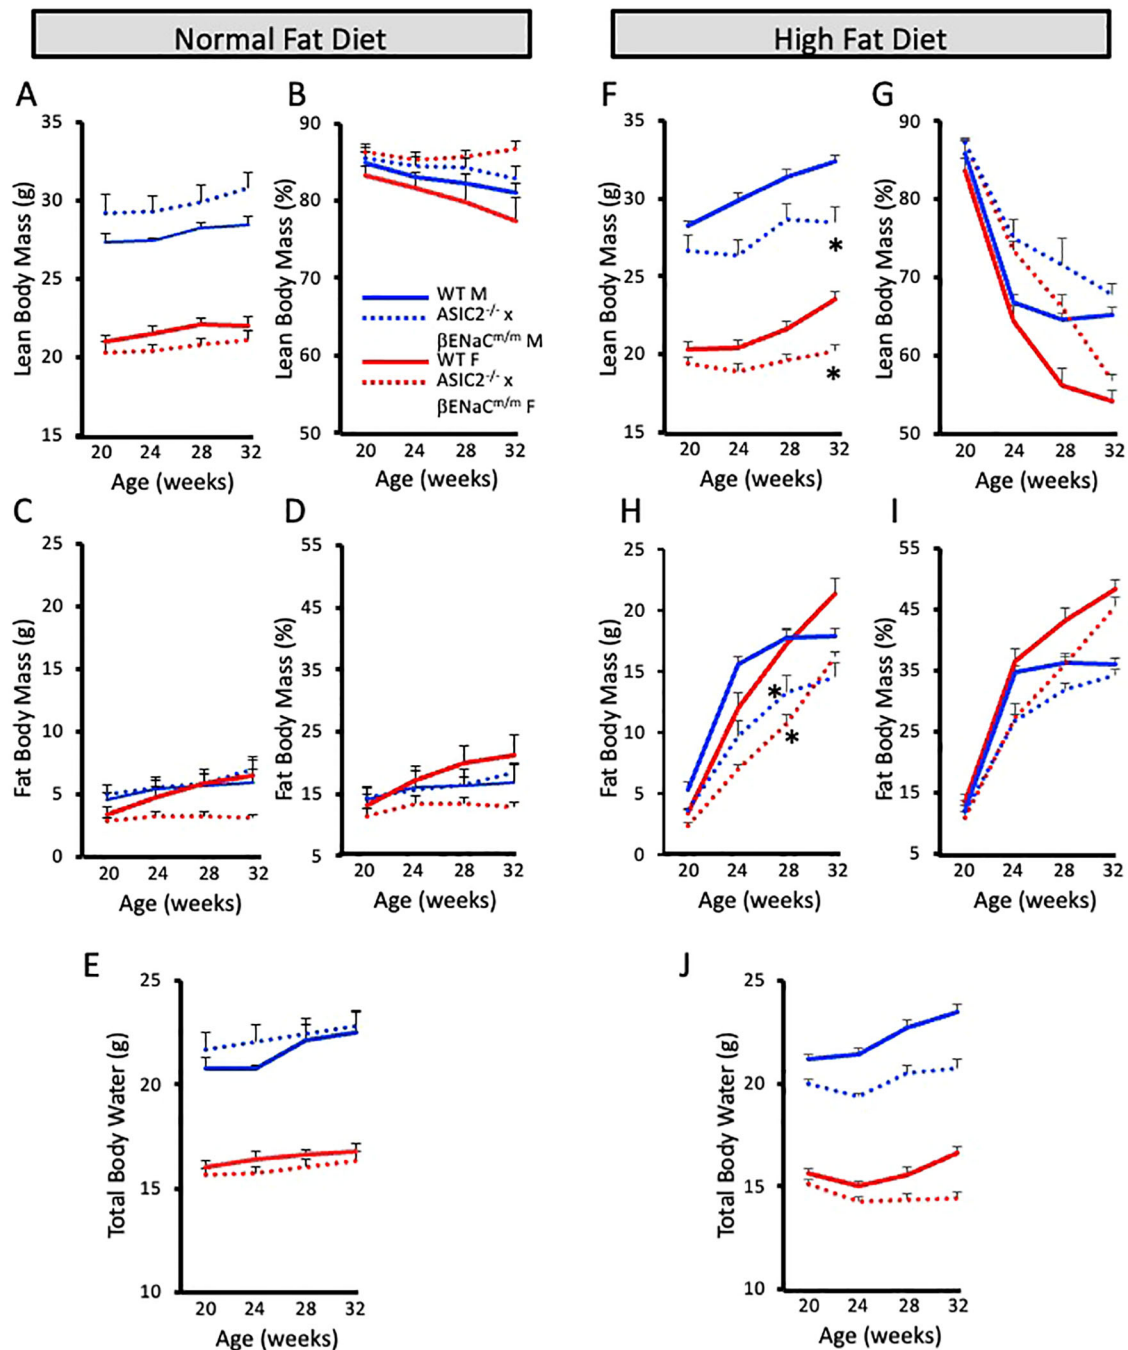 Normal Fat Diet
High Fat Diet
A
35
30
25
20
15
Lean Body Mass (g)
20 24 28 32
Age (weeks)
B
90
80
70
60
50
Lean Body Mass (%)
WT M
ASIC2-/- x
βENaCm/m M
WT F
ASIC2-/- x
βENaCm/m F
20 24 28 32
Age (weeks)
F
35
30
25
20
15
Lean Body Mass (g)
*
*
20 24 28 32
Age (weeks)
G
90
80
70
60
50
Lean Body Mass (%)
20 24 28 32
Age (weeks)
C
25
20
15
10
5
0
Fat Body Mass (g)
20 24 28 32
Age (weeks)
D
55
45
35
25
15
5
Fat Body Mass (%)
20 24 28 32
Age (weeks)
H
25
20
15
10
5
0
Fat Body Mass (g)
*
*
20 24 28 32
Age (weeks)
I
55
45
35
25
15
5
Fat Body Mass (%)
20 24 28 32
Age (weeks)
E
25
20
15
10
Total Body Water (g)
20 24 28 32
Age (weeks)
J
25
20
15
10
Total Body Water (g)
20 24 28 32
Age (weeks)